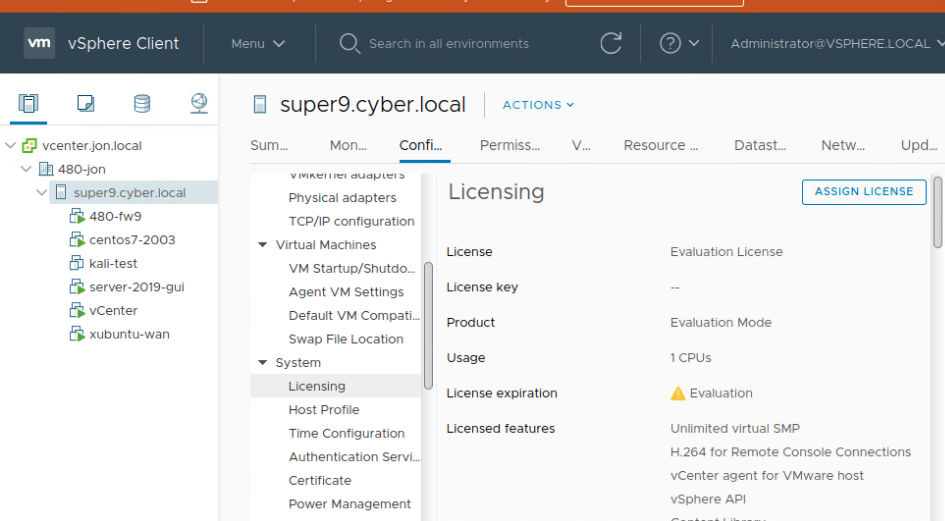 vm vSphere Client Menu Search in all environments Administrator@VSPHERE.LOCAL
super9.cyber.local ACTIONS
Sum... Mon... Confi... Permiss... V... Resource ... Datast... Netw... Upd...
vcenter.jon.local
480-jon
super9.cyber.local
480-fw9
centos7-2003
kali-test
server-2019-gui
vCenter
xubuntu-wan
VMkernel adapters
Physical adapters
TCP/IP configuration
Virtual Machines
VM Startup/Shutdo...
Agent VM Settings
Default VM Compati...
Swap File Location
System
Licensing
Host Profile
Time Configuration
Authentication Servi...
Certificate
Power Management
Licensing ASSIGN LICENSE
License Evaluation License
License key --
Product Evaluation Mode
Usage 1 CPUs
License expiration Evaluation
Licensed features Unlimited virtual SMP
H.264 for Remote Console Connections
vCenter agent for VMware host
vSphere API
Content Library